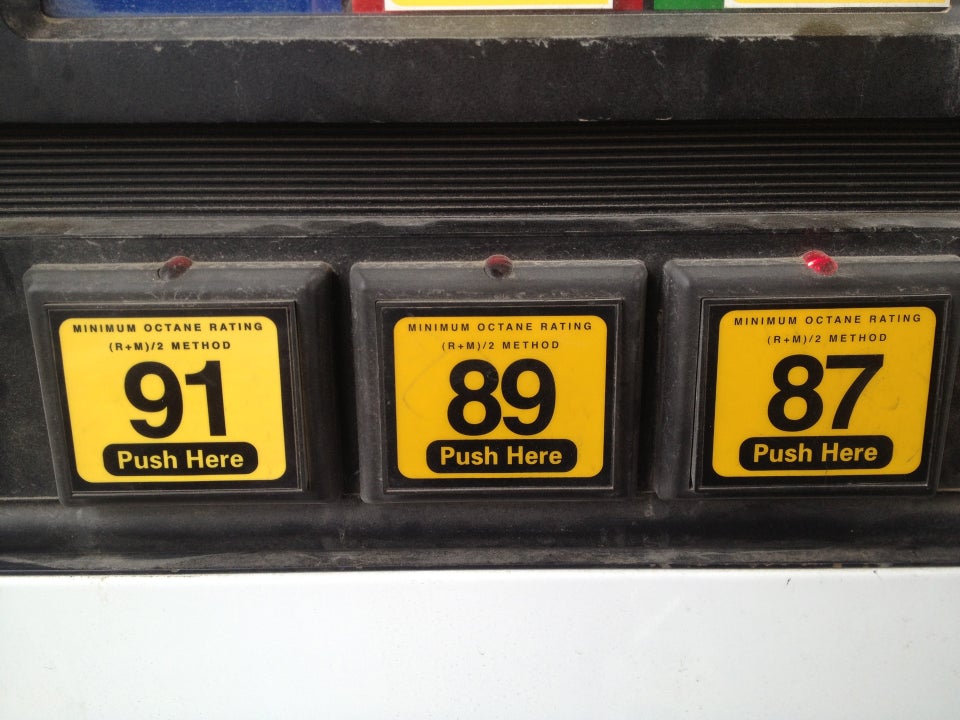 MINIMUM OCTANE RATING
(R+M)/2 METHOD
91
Push Here
MINIMUM OCTANE RATING
(R+M)/2 METHOD
89
Push Here
MINIMUM OCTANE RATING
(R+M)/2 METHOD
87
Push Here